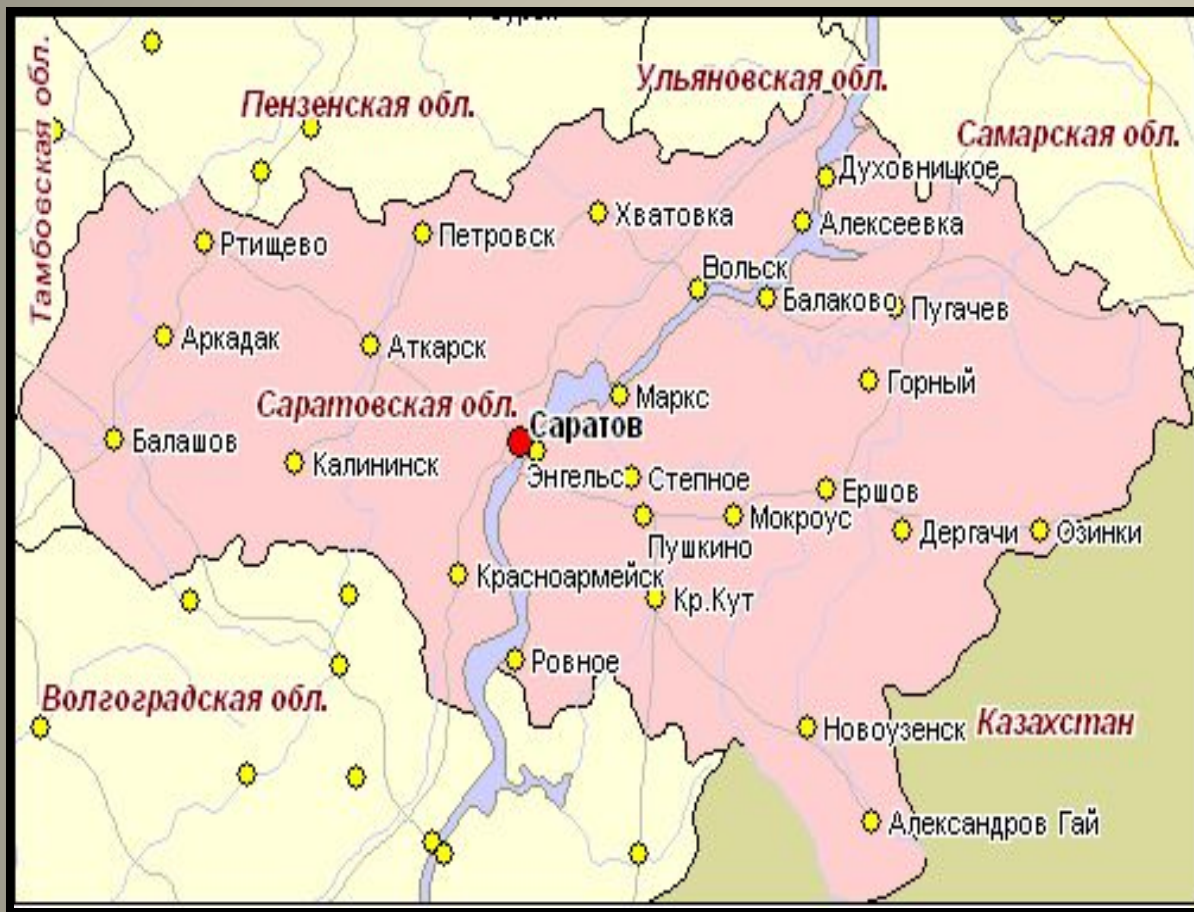 Ульяновская обл.
Пензенская обл.
Самарская обл.
Тамбовская обл.
Духовницкое
Хватовка
Алексеевка
Петровск
Ртищево
Вольск
Балаково
Пугачев
Аркадак
Аткарск
Горный
Маркс
Саратовская обл.
Саратов
Балашов
Калининск
Энгельс
Степное
Ершов
Мокроус
Дергачи
Озинки
Пушкино
Красноармейск
Кр.Кут
Ровное
Волгоградская обл.
Новоузенск
Казахстан
Александров Гай